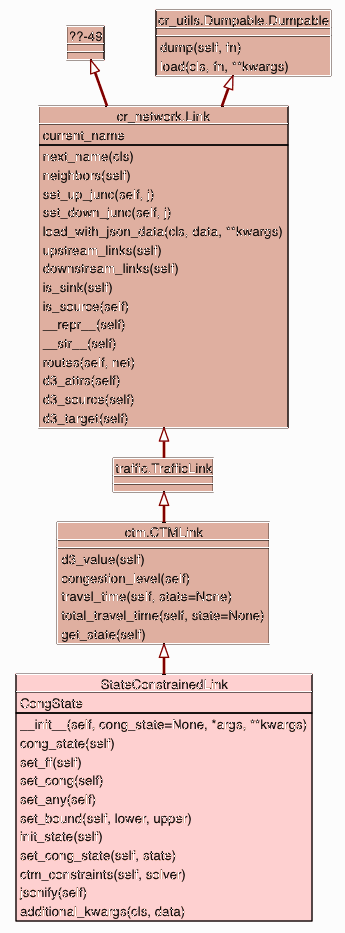 ??-4S
cr_utils.Dumpable.Dumpable
dump(self, fn)
load(cls, fn, **kwargs)
cr_network.Link
current_name
next_name(cls)
neighbors(self)
set_up_junc(self, j)
set_down_junc(self, j)
load_with_json_data(cls, data, **kwargs)
upstream_links(self)
downstream_links(self)
is_sink(self)
is_source(self)
__repr__(self)
__str__(self)
routes(self, net)
d3_attrs(self)
d3_source(self)
d3_target(self)
traffic.TrafficLink
ctm.CTMLink
d3_value(self)
congestion_level(self)
travel_time(self, state=None)
total_travel_time(self, state=None)
get_state(self)
StateConstrainedLink
CongState
__init__(self, cong_state=None, *args, **kwargs)
cong_state(self)
set_ff(self)
set_cong(self)
set_any(self)
set_bound(self, lower, upper)
init_state(self)
set_cong_state(self, state)
ctm_constraints(self, solver)
jsonify(self)
additional_kwargs(cls, data)